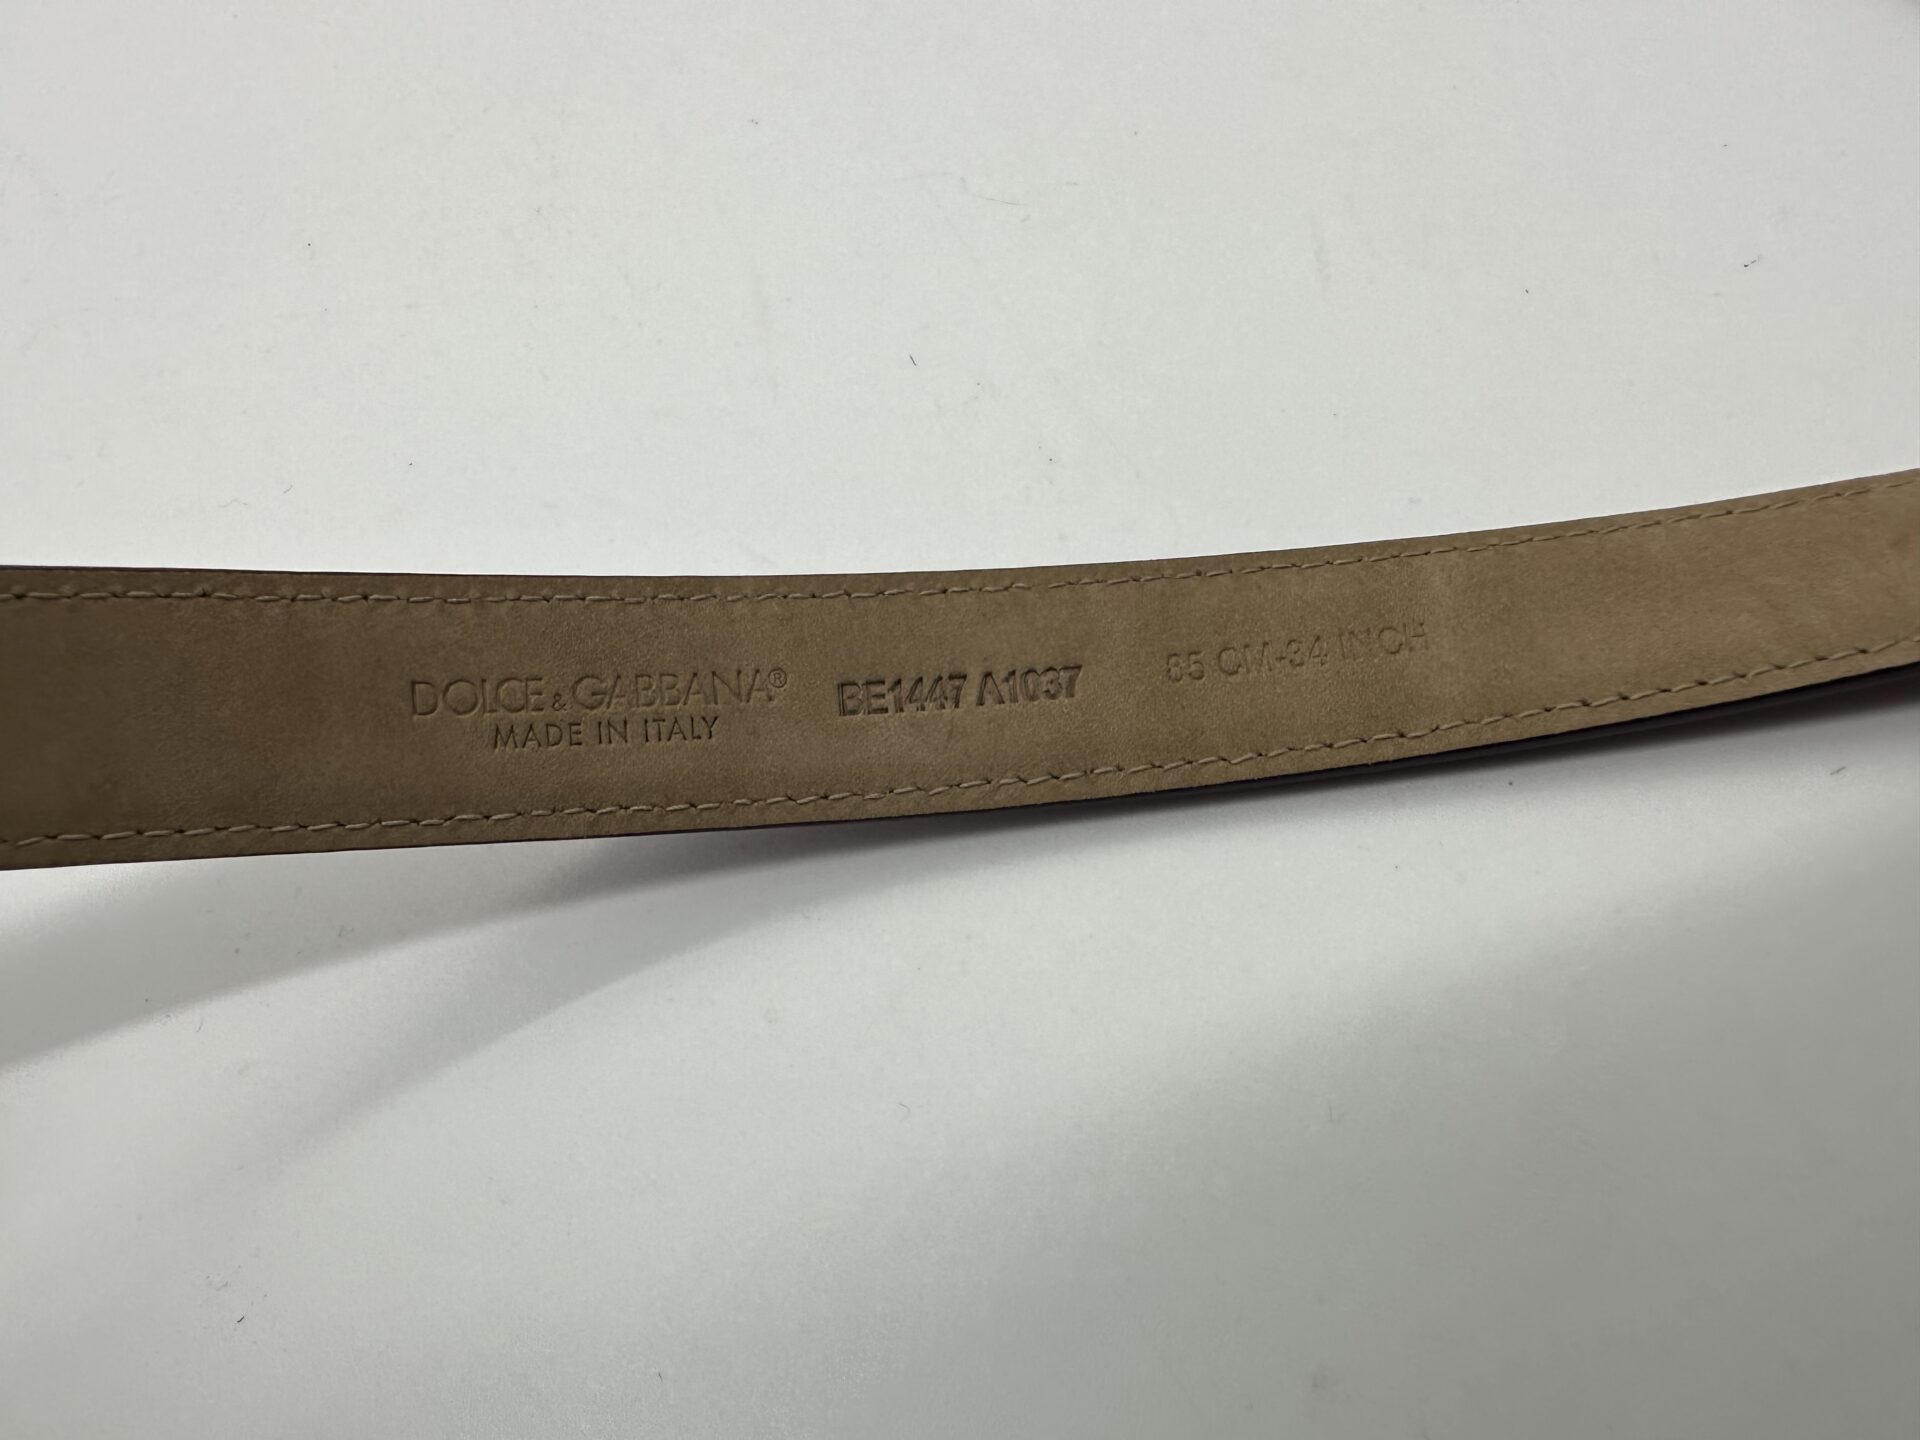 DOLCE & GABBANA® BE1447 A1037 85 CM-34 INCH
MADE IN ITALY